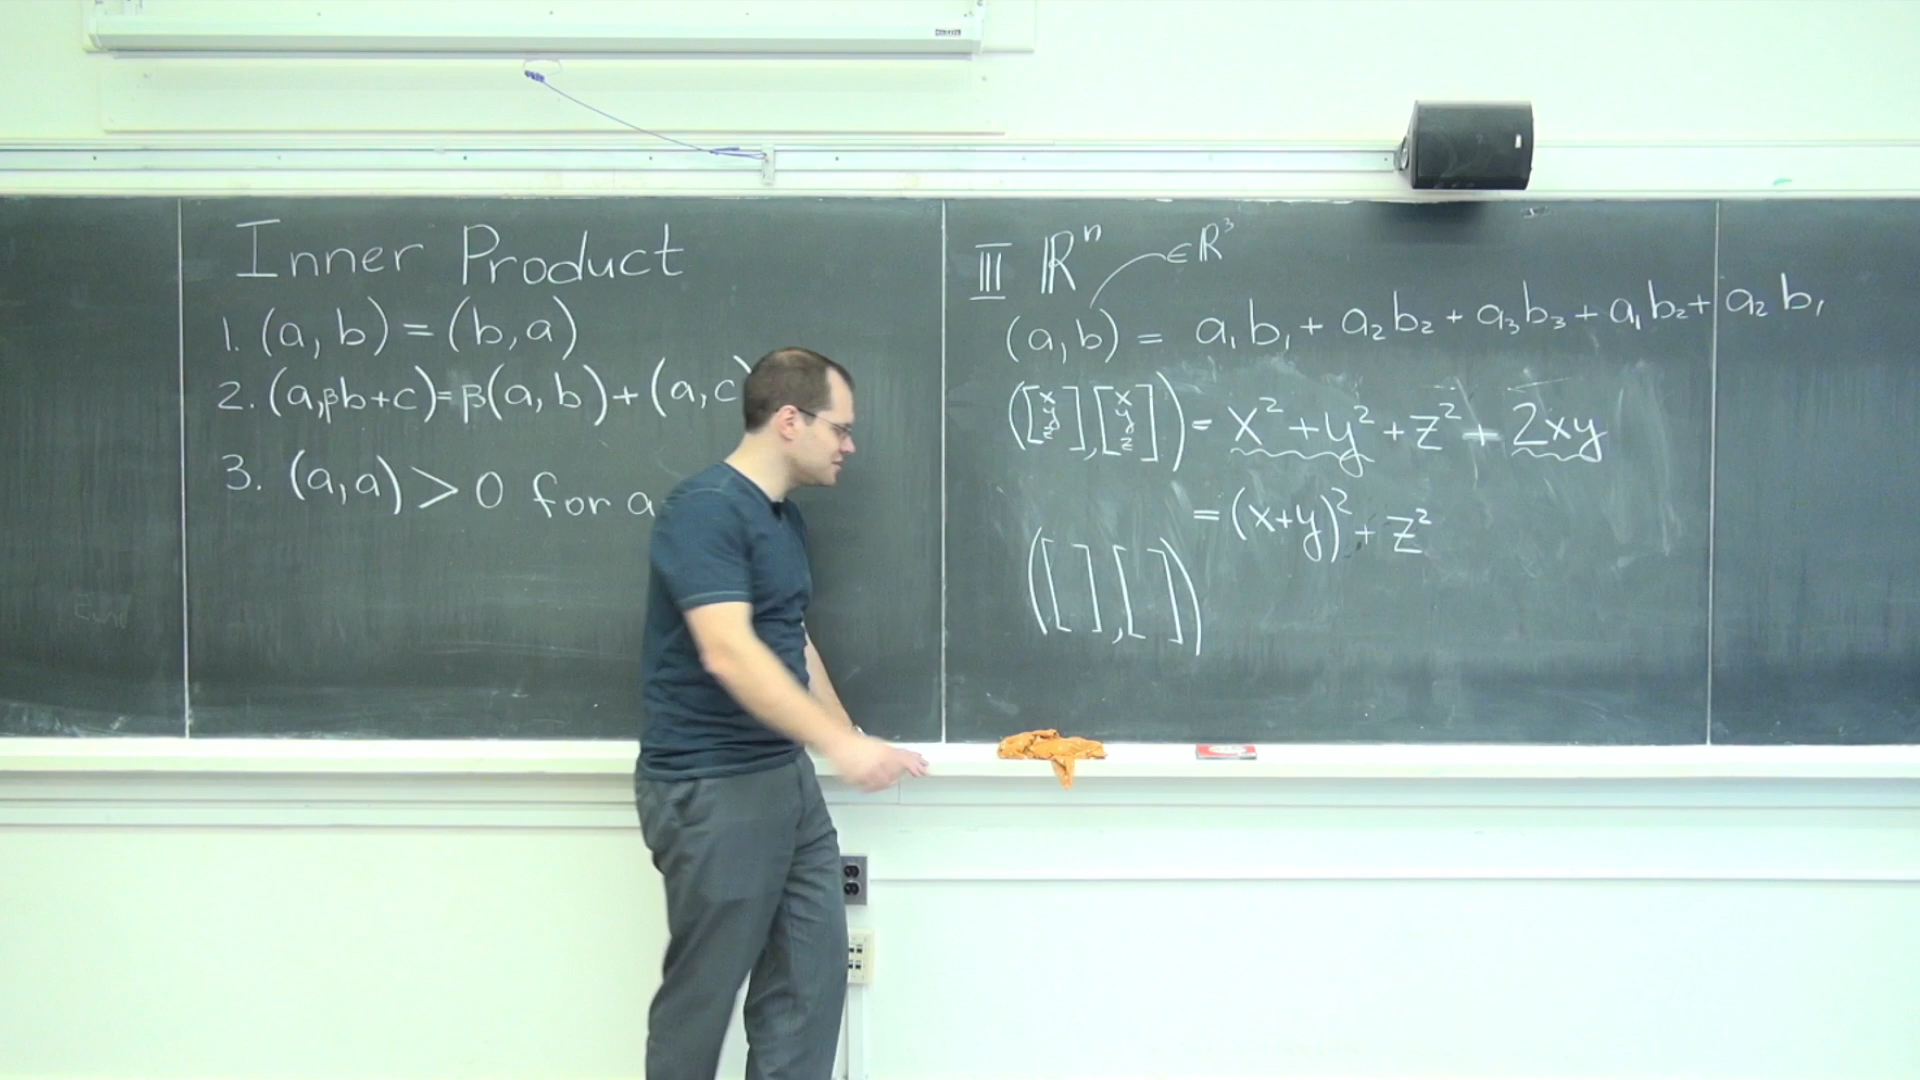 Inner Product
1. (a, b) = (b, a)
2. (a, βb + c) = β(a, b) + (a, c)
3. (a, a) > 0 for a
III ℝⁿ
∈ ℝ³
(a, b) = a₁b₁ + a₂b₂ + a₃b₃ + a₁b₂ + a₂b₁
([x y z], [x y z]) = x² + y² + z² + 2xy
= (x+y)² + z²
([ ], [ ])